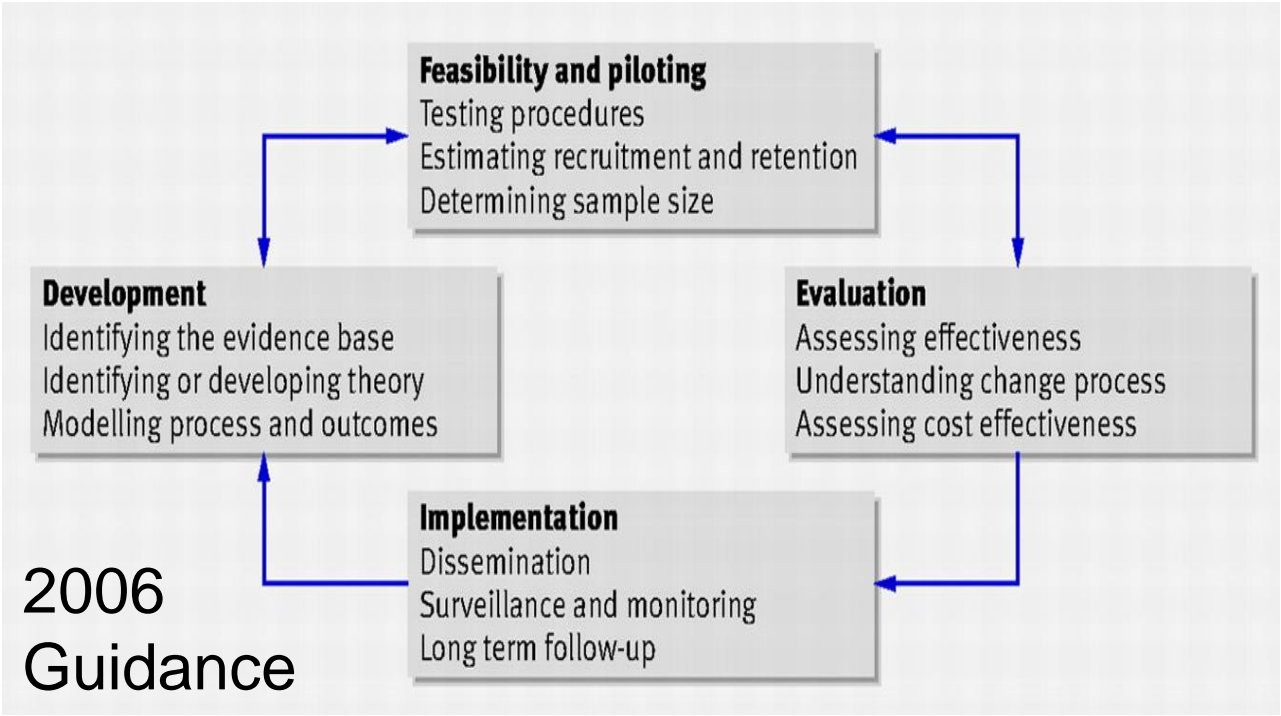 Feasibility and piloting
Testing procedures
Estimating recruitment and retention
Determining sample size
Development
Identifying the evidence base
Identifying or developing theory
Modelling process and outcomes
Evaluation
Assessing effectiveness
Understanding change process
Assessing cost effectiveness
Implementation
Dissemination
Surveillance and monitoring
Long term follow-up
2006
Guidance